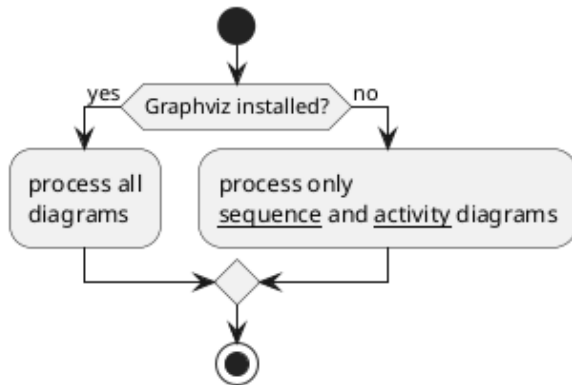 yes
Graphviz installed?
no
process all
diagrams
process only
sequence and activity diagrams